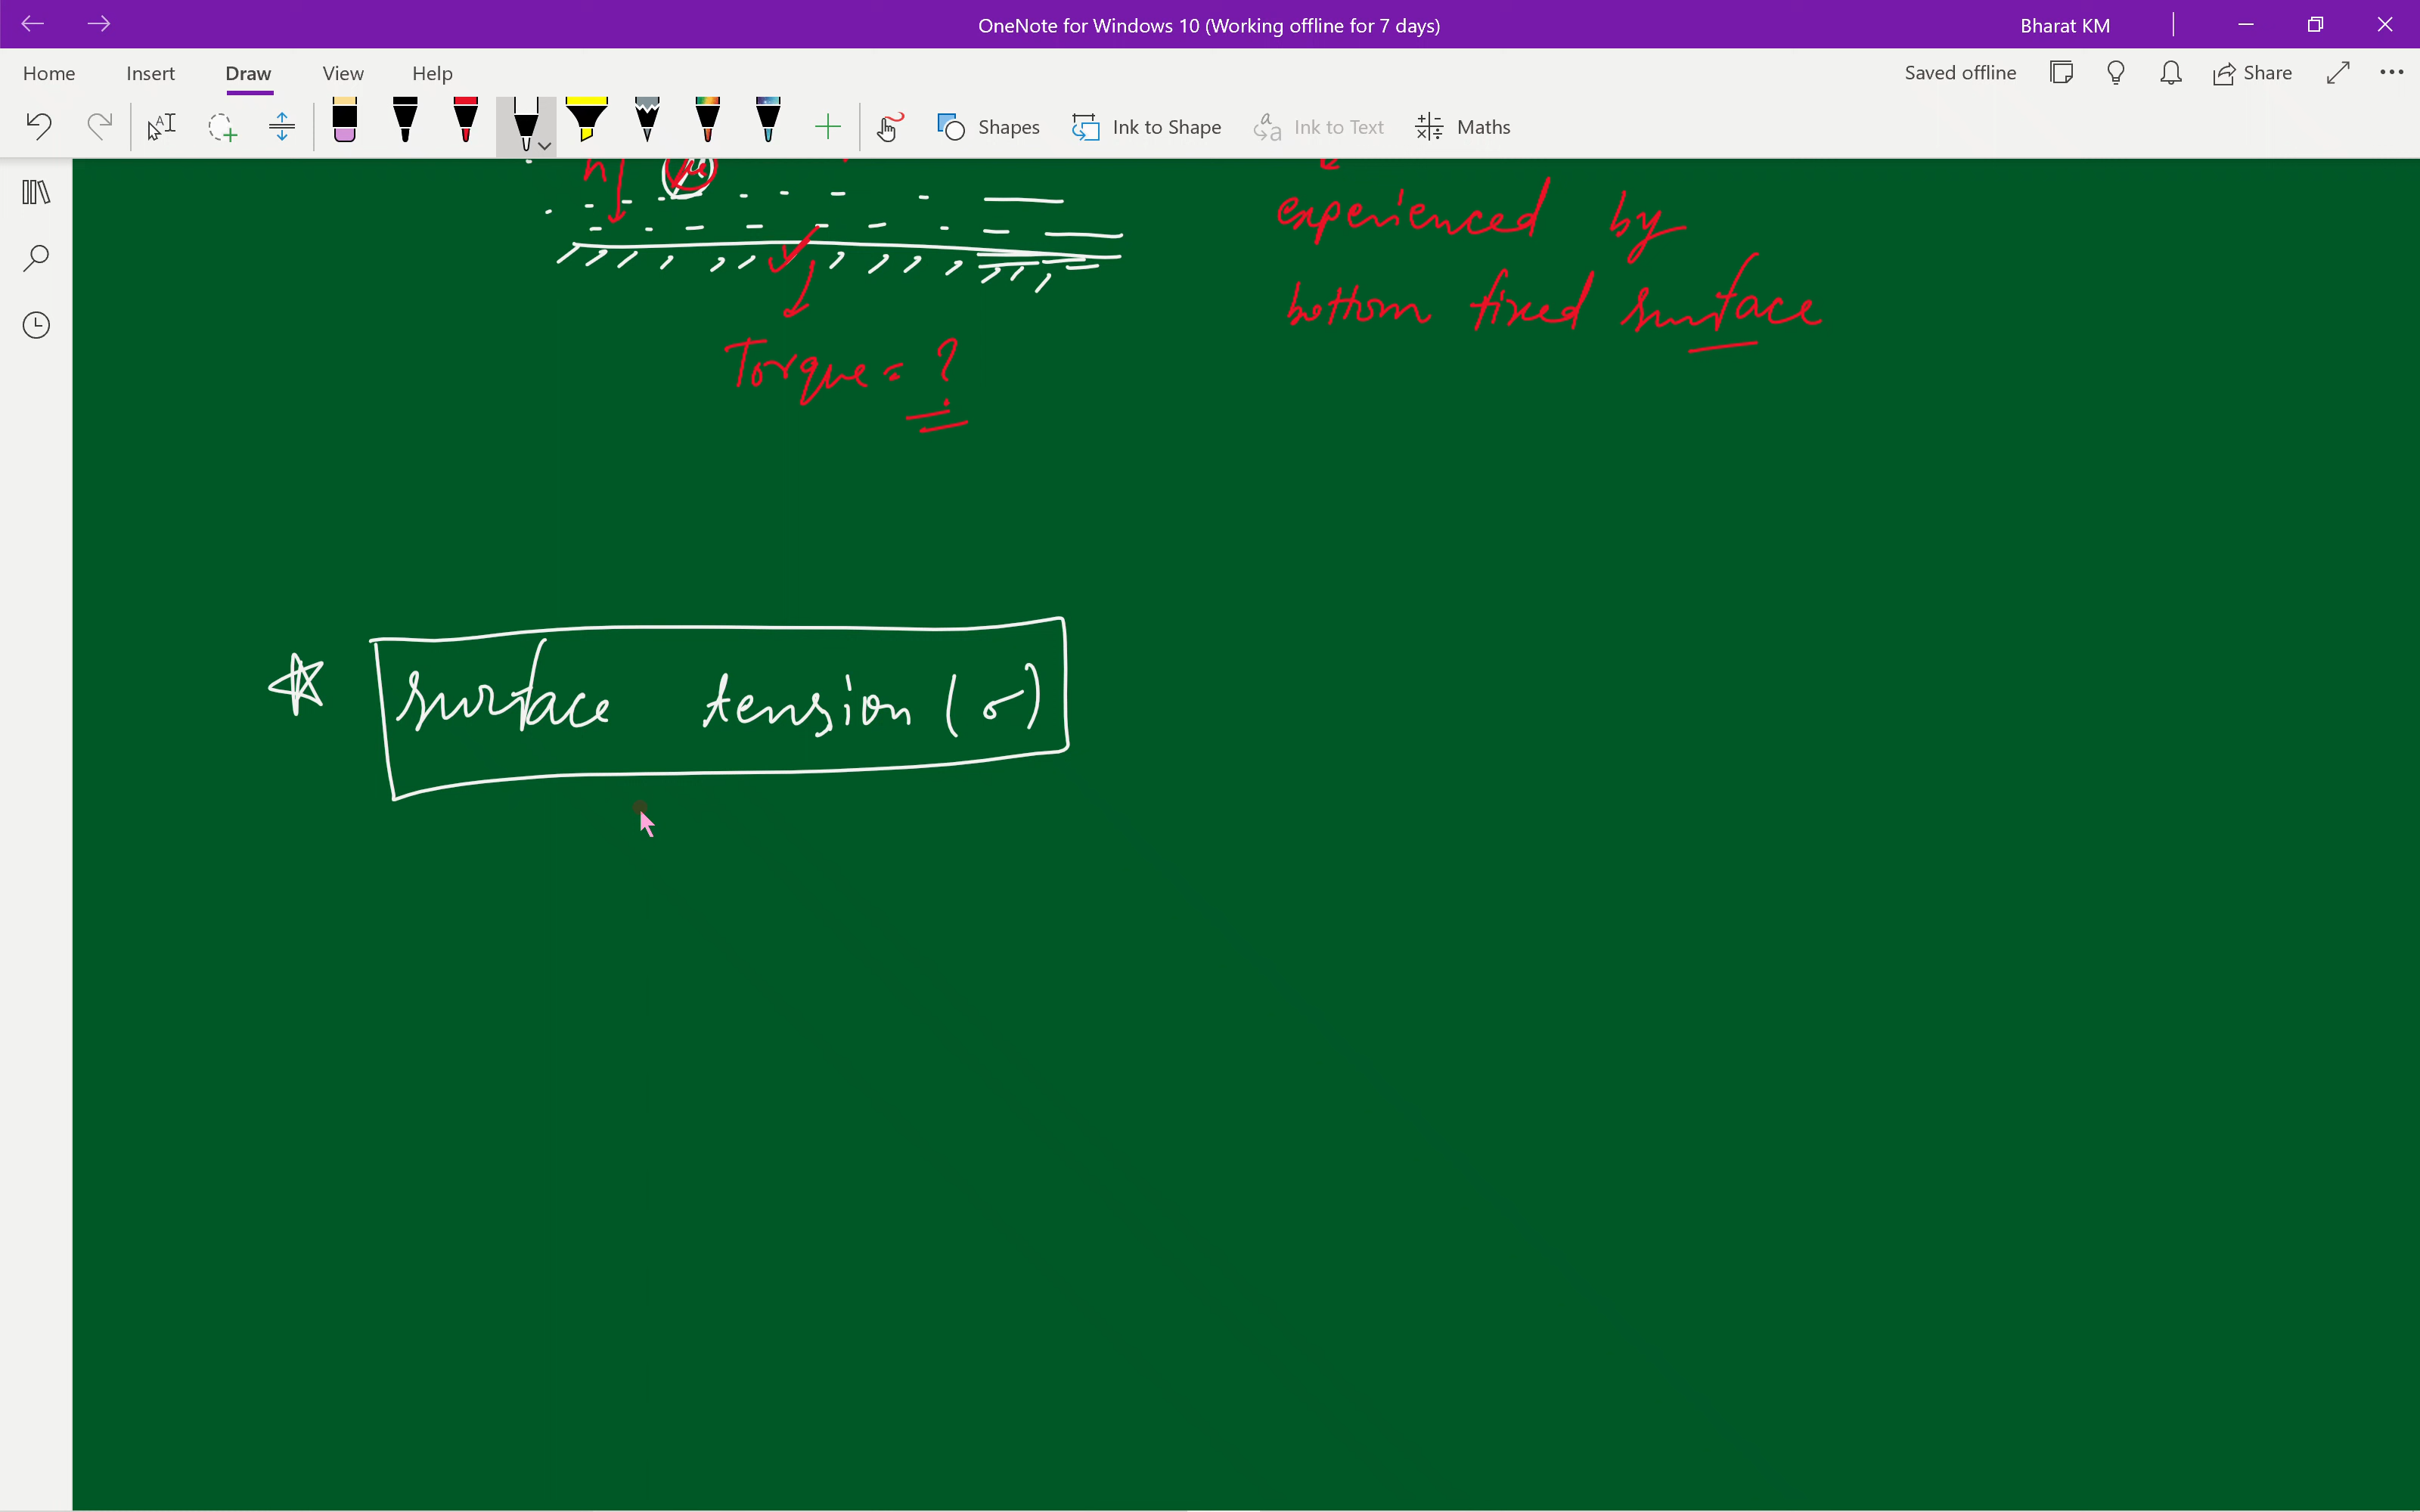 OneNote for Windows 10 (Working offline for 7 days)
Bharat KM
Home Insert Draw View Help
Saved offline
Share
Shapes
Ink to Shape
Ink to Text
Maths
h
μ
experienced by
bottom fixed surface
Torque = ?
surface tension (σ)